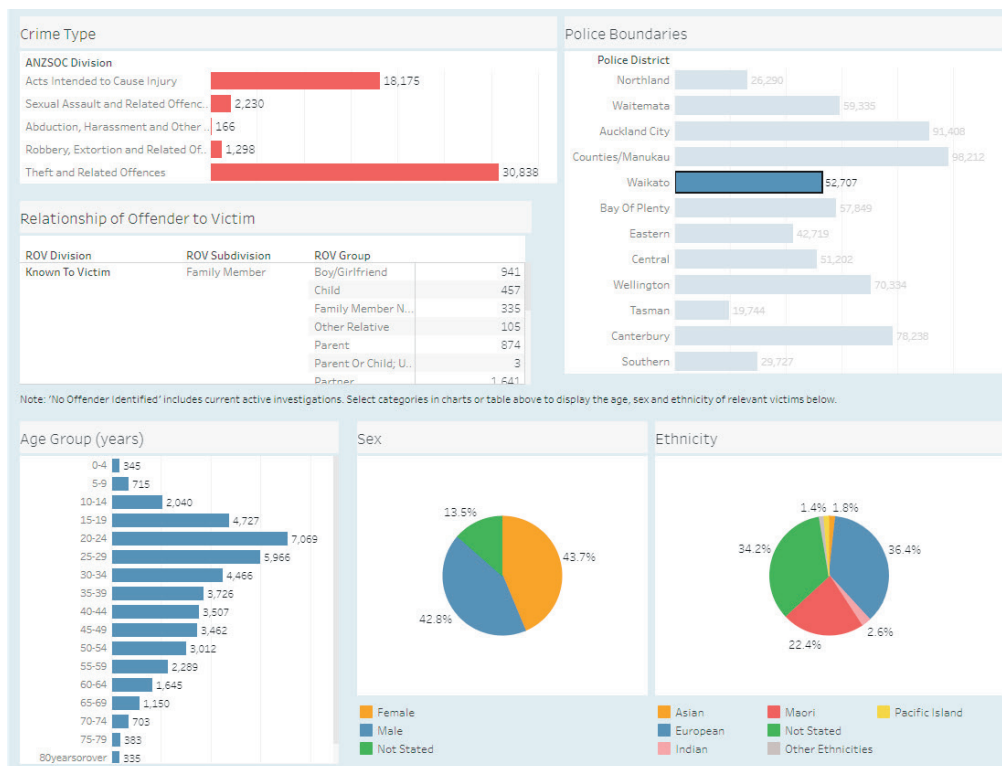 Crime Type
ANZSOC Division
Acts Intended to Cause Injury 18,175
Sexual Assault and Related Offenc.. 2,230
Abduction, Harassment and Other .. 166
Robbery, Extortion and Related Of.. 1,298
Theft and Related Offences 30,838
Police Boundaries
Police District
Northland 26,290
Waitemata 59,335
Auckland City 91,408
Counties/Manukau 98,212
Waikato 52,707
Bay Of Plenty 57,849
Eastern 42,719
Central 51,202
Wellington 70,334
Tasman 19,744
Canterbury 78,238
Southern 29,727
Relationship of Offender to Victim
ROV Division ROV Subdivision ROV Group
Known To Victim Family Member Boy/Girlfriend 941
Child 457
Family Member N... 335
Other Relative 105
Parent 874
Parent Or Child; U.. 3
Partner 1,641
Note: 'No Offender Identified' includes current active investigations. Select categories in charts or table above to display the age, sex and ethnicity of relevant victims below.
Age Group (years)
0-4 345
5-9 715
10-14 2,040
15-19 4,727
20-24 7,069
25-29 5,966
30-34 4,466
35-39 3,726
40-44 3,507
45-49 3,462
50-54 3,012
55-59 2,289
60-64 1,645
65-69 1,150
70-74 703
75-79 383
80yearsorover 335
Sex
13.5%
43.7%
42.8%
Female
Male
Not Stated
Ethnicity
1.4% 1.8%
34.2%
36.4%
2.6%
22.4%
Asian Maori Pacific Island
European Not Stated
Indian Other Ethnicities